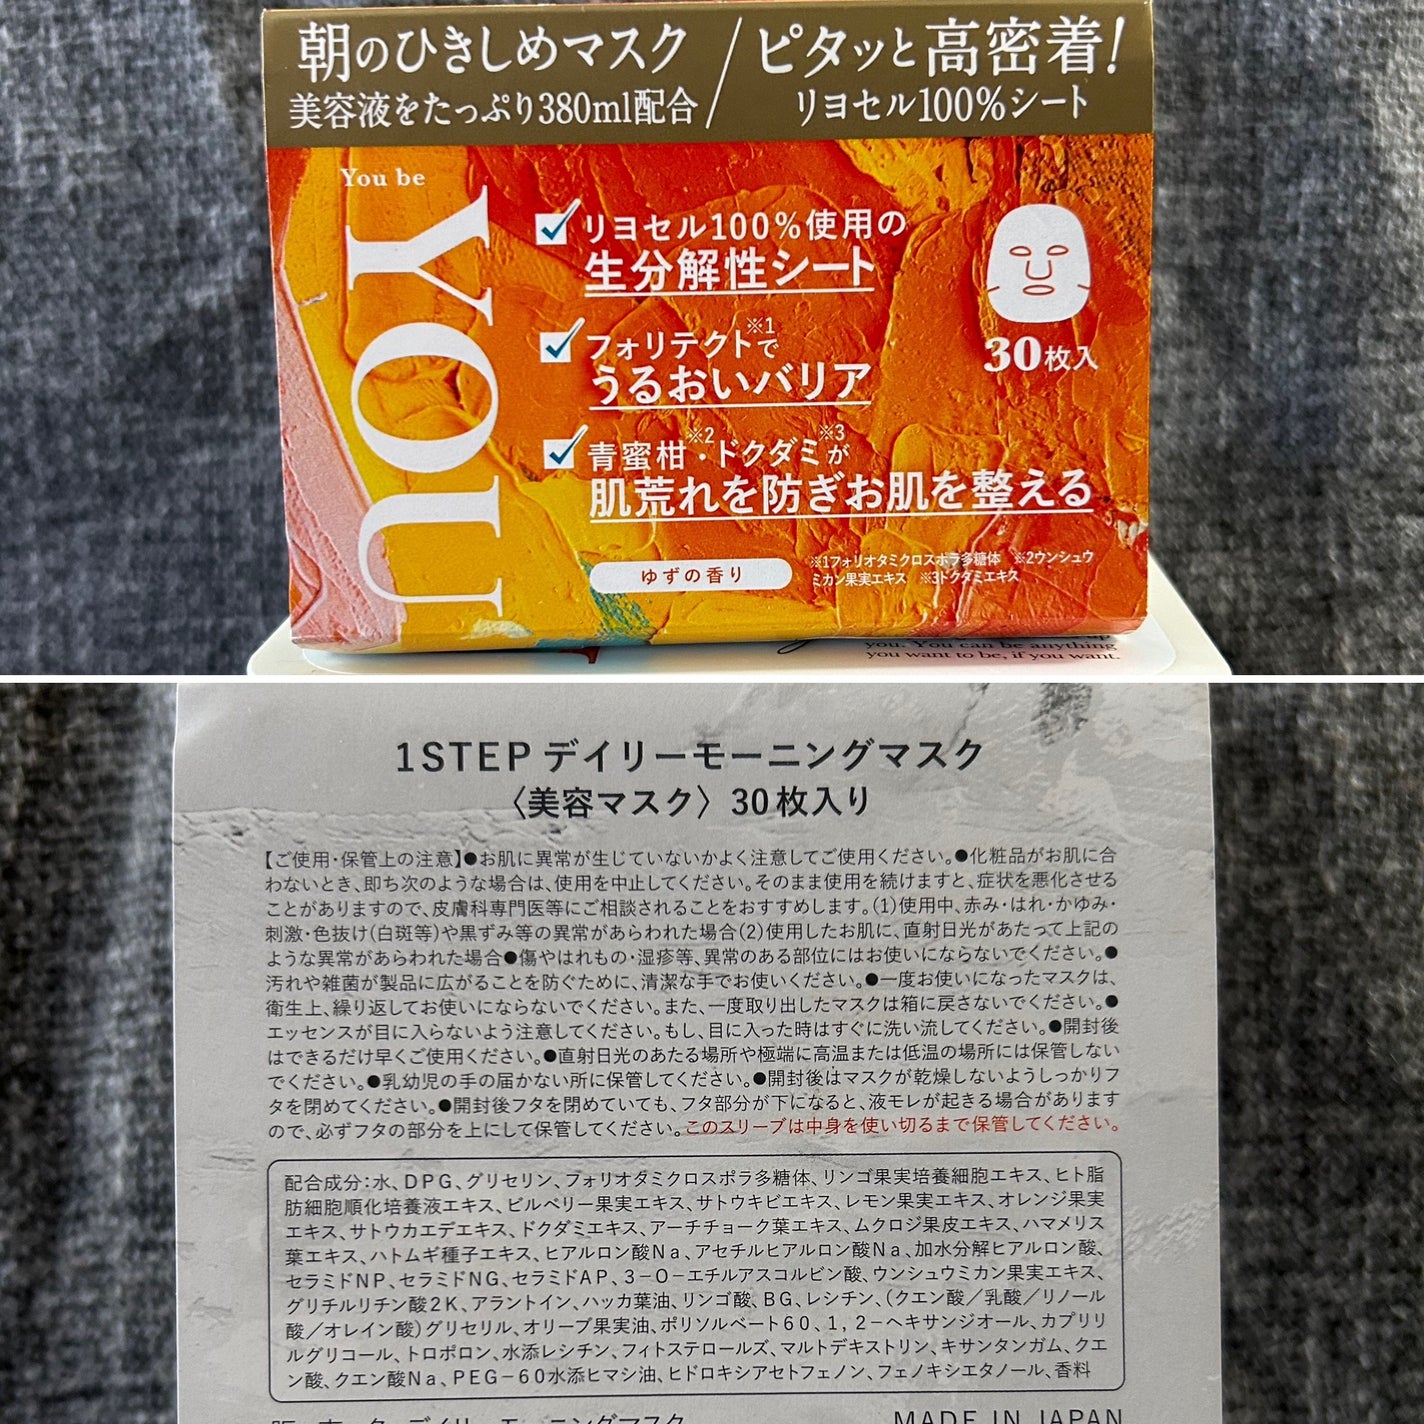 朝のひきしめマスク
美容液をたっぷり380ml配合
ピタッと高密着!
リヨセル100%シート
You be
YOU
リヨセル100%使用の
生分解性シート
フォリテクト※1で
うるおいバリア
青蜜柑※2・ドクダミ※3が
肌荒れを防ぎお肌を整える
30枚入
ゆずの香り
※1フォリオタミクロスポラ多糖体 ※2ウンシュウ
ミカン果実エキス ※3ドクダミエキス
you. You can be anything
you want to be, if you want.
1STEP デイリーモーニングマスク
〈美容マスク〉30枚入り
【ご使用・保管上の注意】●お肌に異常が生じていないかよく注意してご使用ください。●化粧品がお肌に合
わないとき、即ち次のような場合は、使用を中止してください。そのまま使用を続けますと、症状を悪化させる
ことがありますので、皮膚科専門医等にご相談されることをおすすめします。(1)使用中、赤み・はれ・かゆみ・
刺激・色抜け(白斑等)や黒ずみ等の異常があらわれた場合(2)使用したお肌に、直射日光があたって上記の
ような異常があらわれた場合●傷やはれもの・湿疹等、異常のある部位にはお使いにならないでください。●
汚れや雑菌が製品に広がることを防ぐために、清潔な手でお使いください。●一度お使いになったマスクは、
衛生上、繰り返してお使いにならないでください。また、一度取り出したマスクは箱に戻さないでください。●
エッセンスが目に入らないよう注意してください。もし、目に入った時はすぐに洗い流してください。●開封後
はできるだけ早くご使用ください。●直射日光のあたる場所や極端に高温または低温の場所には保管しない
でください。●乳幼児の手の届かない所に保管してください。●開封後はマスクが乾燥しないようしっかりフ
タを閉めてください。●開封後フタを閉めていても、フタ部分が下になると、液モレが起きる場合があります
ので、必ずフタの部分を上にして保管してください。このスリーブは中身を使い切るまで保管してください。
配合成分:水、DPG、グリセリン、フォリオタミクロスポラ多糖体、リンゴ果実培養細胞エキス、ヒト脂
肪細胞順化培養液エキス、ビルベリー果実エキス、サトウキビエキス、レモン果実エキス、オレンジ果実
エキス、サトウカエデエキス、ドクダミエキス、アーチチョーク葉エキス、ムクロジ果皮エキス、ハマメリス
葉エキス、ハトムギ種子エキス、ヒアルロン酸Na、アセチルヒアルロン酸Na、加水分解ヒアルロン酸、
セラミドNP、セラミドNG、セラミドAP、3-O-エチルアスコルビン酸、ウンシュウミカン果実エキス、
グリチルリチン酸2K、アラントイン、ハッカ葉油、リンゴ酸、BG、レシチン、(クエン酸/乳酸/リノール
酸/オレイン酸)グリセリル、オリーブ果実油、ポリソルベート60、1,2-ヘキサンジオール、カプリリ
ルグリコール、トロポロン、水添レシチン、フィトステロールズ、マルトデキストリン、キサンタンガム、クエ
ン酸、クエン酸Na、PEG-60水添ヒマシ油、ヒドロキシアセトフェノン、フェノキシエタノール、香料
デイリーモーニングマスク
MADE IN JAPAN